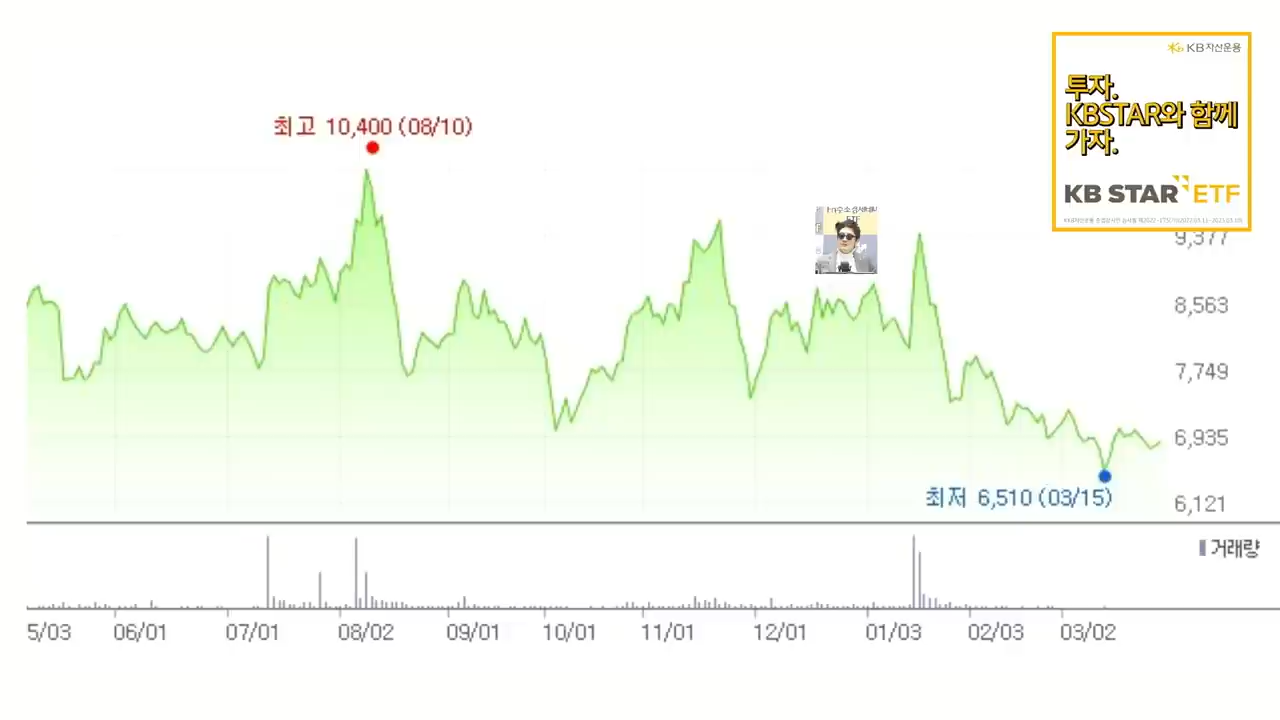 KB자산운용
투자.
KBSTAR와 함께
가자.
KB STAR ETF
최고 10,400 (08/10)
ETF
9,377
8,563
7,749
6,935
최저 6,510 (03/15)
6,121
거래량
5/03 06/01 07/01 08/02 09/01 10/01 11/01 12/01 01/03 02/03 03/02